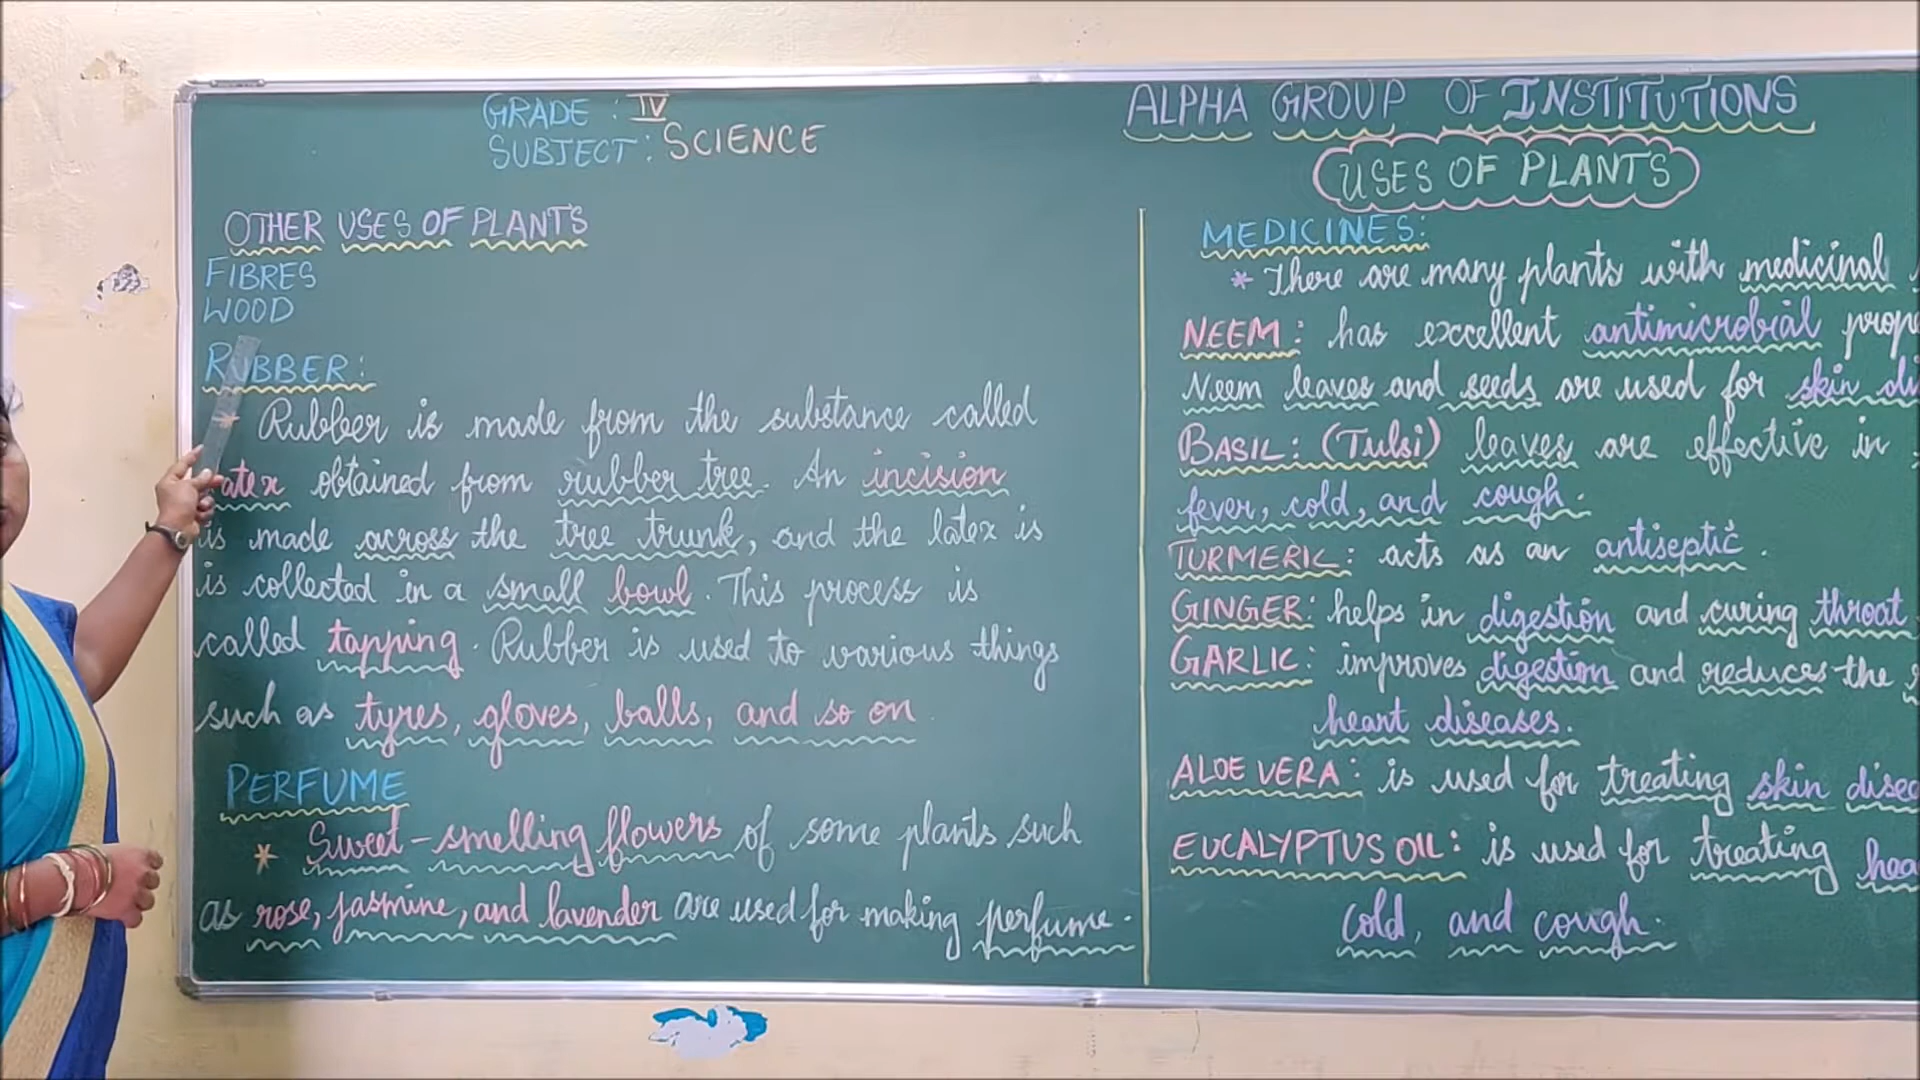 GRADE : IV
SUBJECT : SCIENCE
OTHER USES OF PLANTS
FIBRES
WOOD
RUBBER:
* Rubber is made from the substance called
latex obtained from rubber tree. An incision
is made across the tree trunk, and the latex is
is collected in a small bowl. This process is
called tapping. Rubber is used to various things
such as tyres, gloves, balls, and so on.
PERFUME
* Sweet-smelling flowers of some plants such
as rose, jasmine, and lavender are used for making perfume.
ALPHA GROUP OF INSTITUTIONS
USES OF PLANTS
MEDICINES:
* There are many plants with medicinal
NEEM: has excellent antimicrobial
Neem leaves and seeds are used for skin
BASIL: (Tulsi) leaves are effective in
fever, cold, and cough.
TURMERIC: acts as an antiseptic.
GINGER: helps in digestion and curing throat
GARLIC: improves digestion and reduces the
heart diseases.
ALOE VERA: is used for treating skin
EUCALYPTUS OIL: is used for treating
cold, and cough.